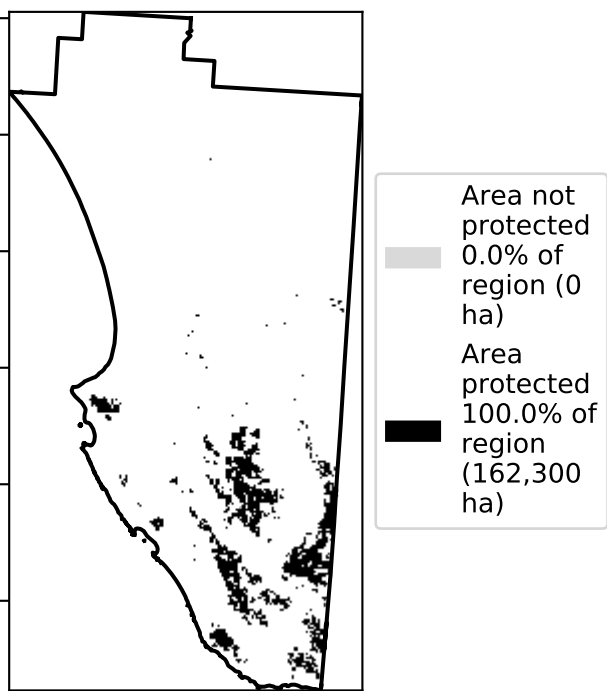 Area not
protected
0.0% of
region (0
ha)
Area
protected
100.0% of
region
(162,300
ha)